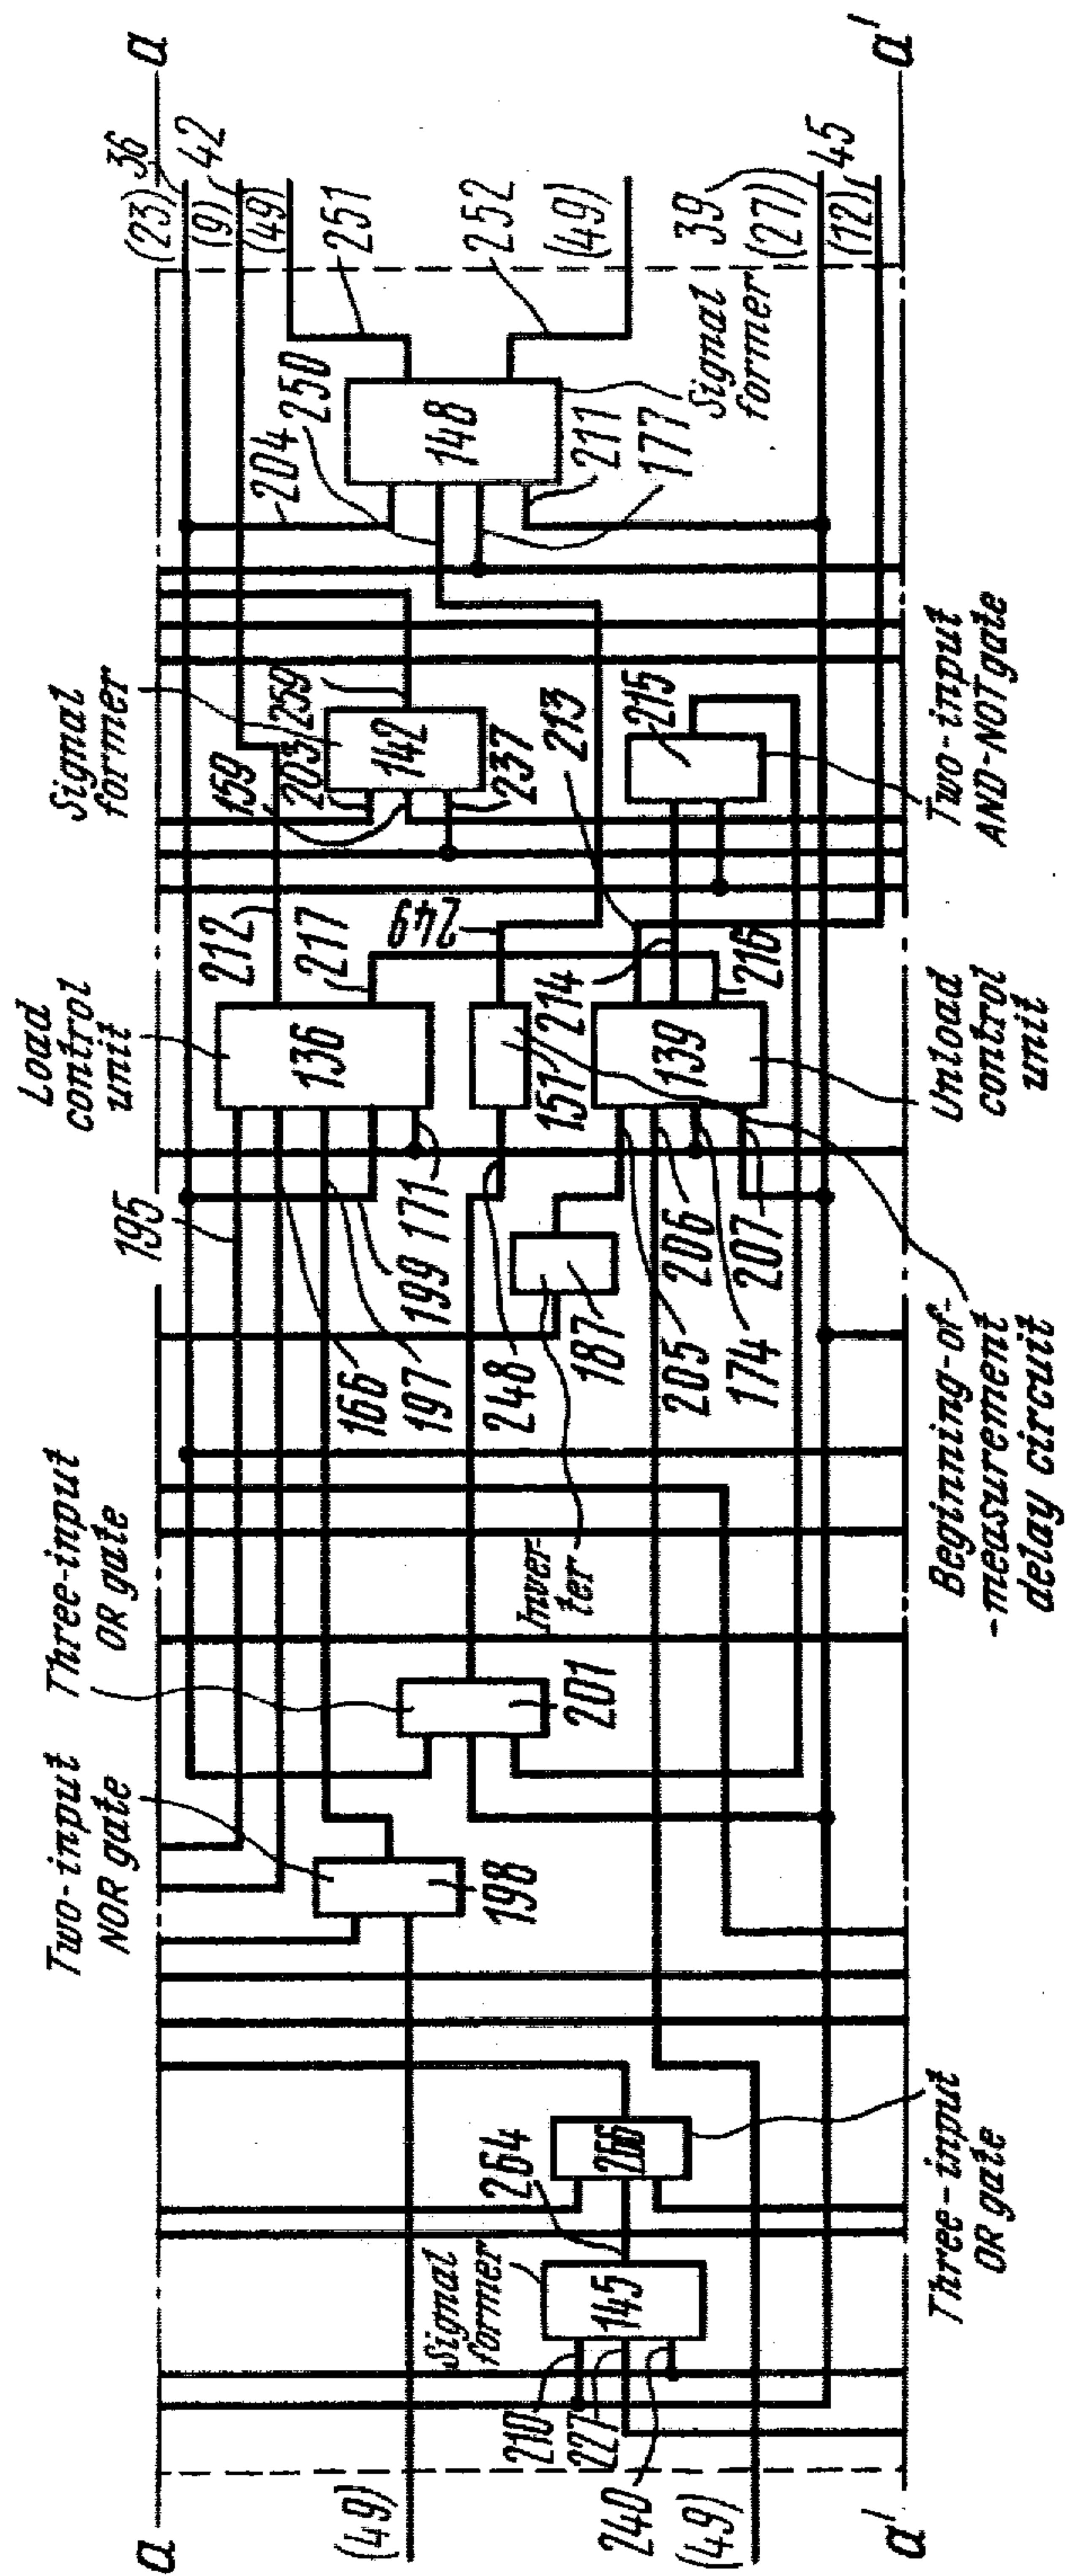 a
a
(23) 36
(9) 42
(49)
251
252
(49)
39
(27)
45
(12)
a'
a'
Signal
former
204
250
148
211
177
Signal
former
159
203
259
142
237
213
215
Two-input
AND-NOT gate
Load
control
unit
212
217
249
136
151
214
139
216
Unload
control
unit
195
166
197
199
171
248
187
205
206
174
207
Inver-
ter
Beginning-of-
-measurement
delay circuit
Three-input
OR gate
201
Two-input
NOR gate
198
266
264
Three-input
OR gate
Signal
former
145
210
227
240
(49)
(49)